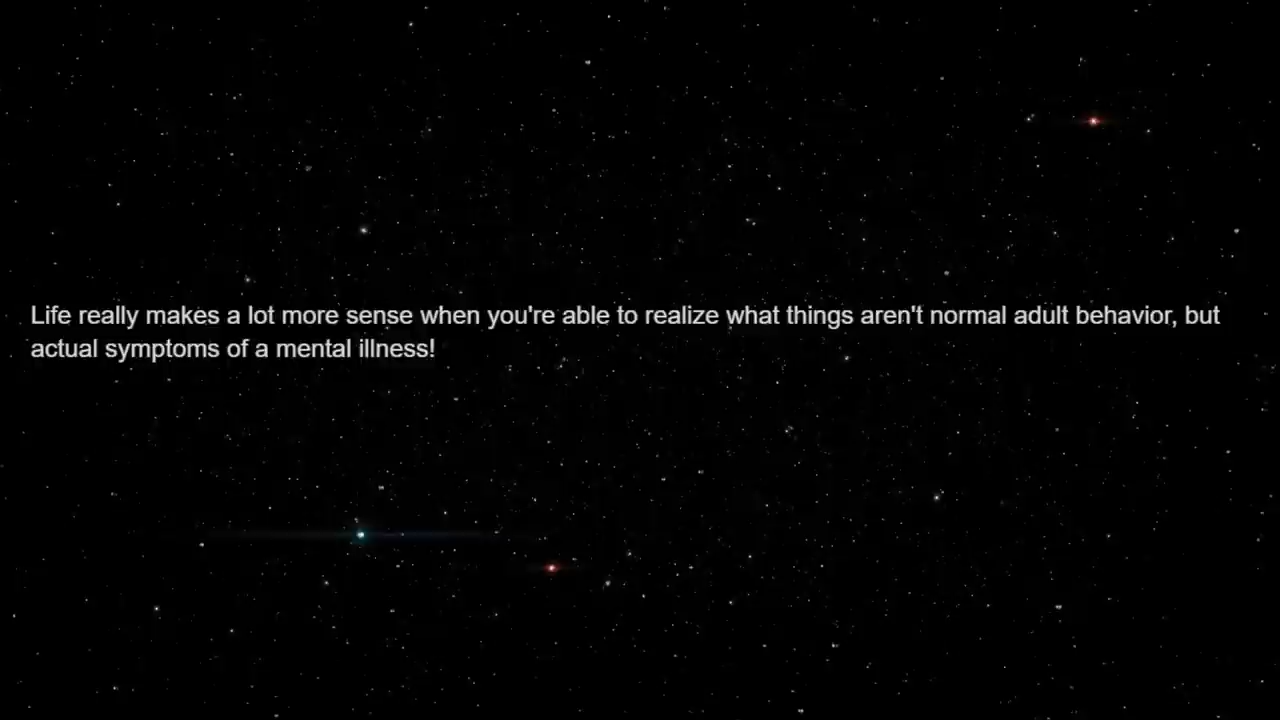 Life really makes a lot more sense when you're able to realize what things aren't normal adult behavior, but
actual symptoms of a mental illness!